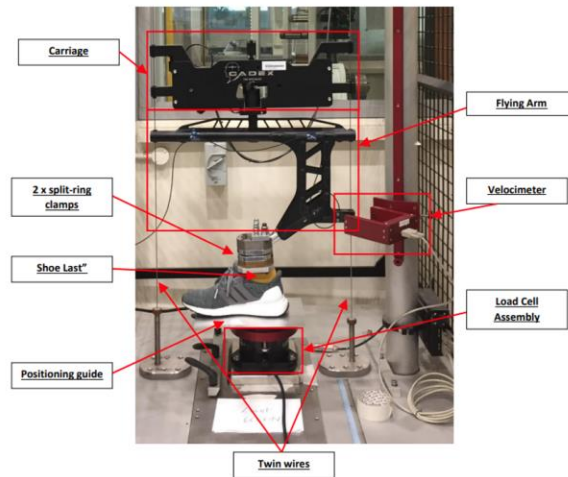 Carriage
CADEX
Flying Arm
2 x split-ring
clamps
Velocimeter
Shoe Last"
Load Cell
Assembly
Positioning guide
Twin wires